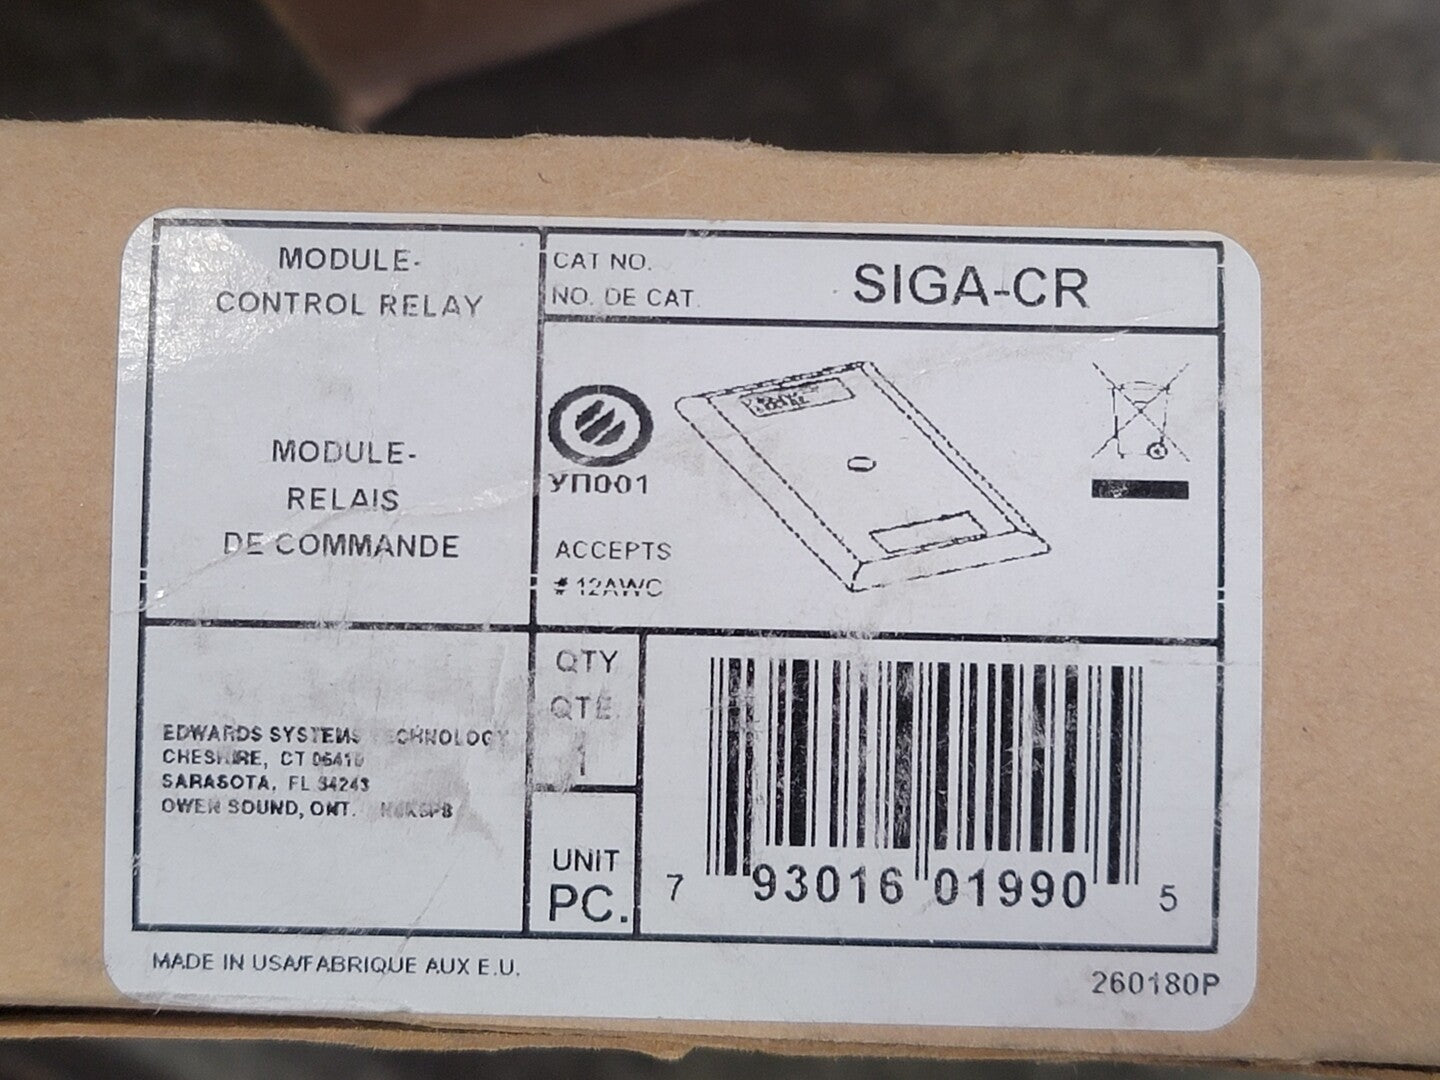 MODULE-
CONTROL RELAY
MODULE-
RELAIS
DE COMMANDE
CAT NO.
NO. DE CAT.
SIGA-CR
УП001
ACCEPTS
#12AWG
EDWARDS SYSTEMS TECHNOLOGY
CHESHIRE, CT 06410
SARASOTA, FL 34243
OWEN SOUND, ONT.
QTY
QTE.
1
UNIT
PC.
7 93016 01990 5
MADE IN USA/FABRIQUE AUX E.U.
260180P